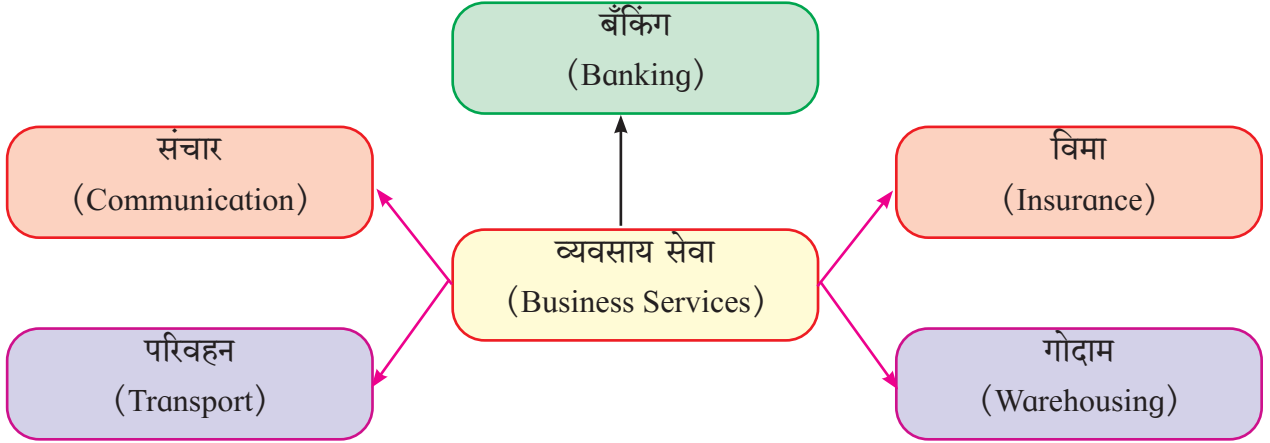 बँकिंग
(Banking)
संचार
(Communication)
विमा
(Insurance)
व्यवसाय सेवा
(Business Services)
परिवहन
(Transport)
गोदाम
(Warehousing)